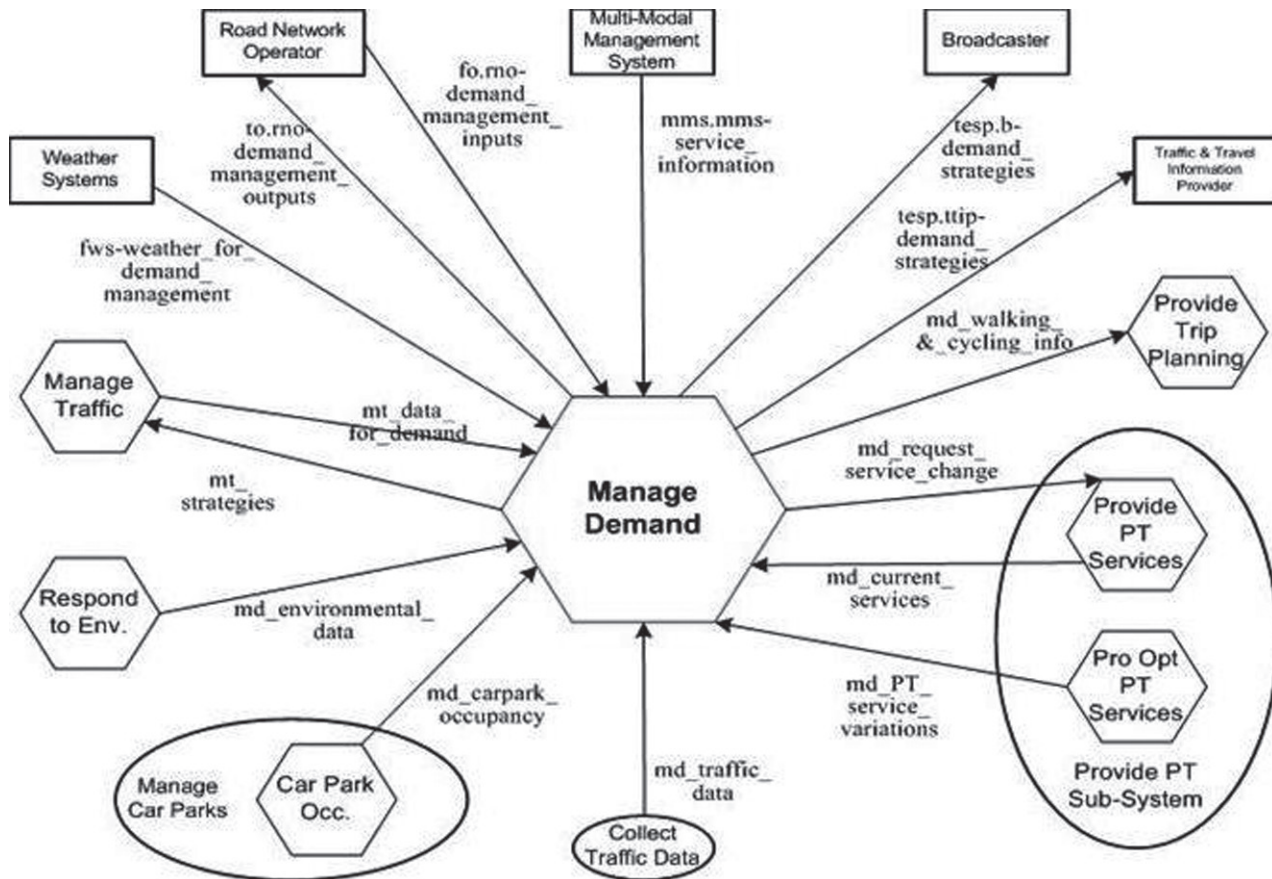 Road Network
Operator
Multi-Modal
Management
System
Broadcaster
fo.rno-
demand_
management_
inputs
to.rno-
demand_
management_
outputs
mms.mms-
service_
information
tesp.b-
demand_
strategies
Weather
Systems
Traffic & Travel
Information
Provider
fws-weather_for_
demand_
management
tesp.ttip-
demand_
strategies
md_walking_
&_cycling_info
Provide
Trip
Planning
Manage
Traffic
mt_data_
for_demand
mt_
strategies
Manage
Demand
md_request_
service_change
Provide
PT
Services
md_current_
services
Respond
to Env.
md_environmental_
data
Pro Opt
PT
Services
md_PT_
service_
variations
md_carpark_
occupancy
Manage
Car Parks
Car Park
Occ.
md_traffic_
data
Collect
Traffic Data
Provide PT
Sub-System